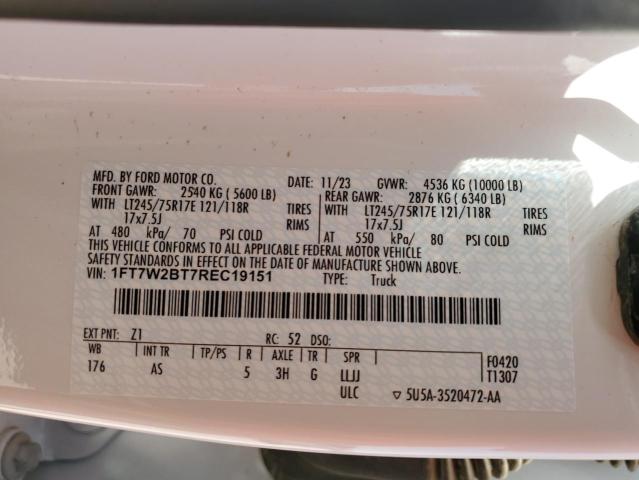 MFD. BY FORD MOTOR CO. DATE: 11/23 GVWR: 4536 KG (10000 LB)
FRONT GAWR: 2540 KG ( 5600 LB) REAR GAWR: 2876 KG ( 6340 LB)
WITH LT245/75R17E 121/118R TIRES WITH LT245/75R17E 121/118R TIRES
17x7.5J RIMS 17x7.5J RIMS
AT 480 kPa/ 70 PSI COLD AT 550 kPa/ 80 PSI COLD
THIS VEHICLE CONFORMS TO ALL APPLICABLE FEDERAL MOTOR VEHICLE
SAFETY STANDARDS IN EFFECT ON THE DATE OF MANUFACTURE SHOWN ABOVE.
VIN: 1FT7W2BT7REC19151 TYPE: Truck
EXT PNT: Z1 RC: 52 DSO:
WB INT TR TP/PS R AXLE TR SPR F0420
176 AS 5 3H G LLJJ T1307
ULC ▽ 5U5A-3520472-AA